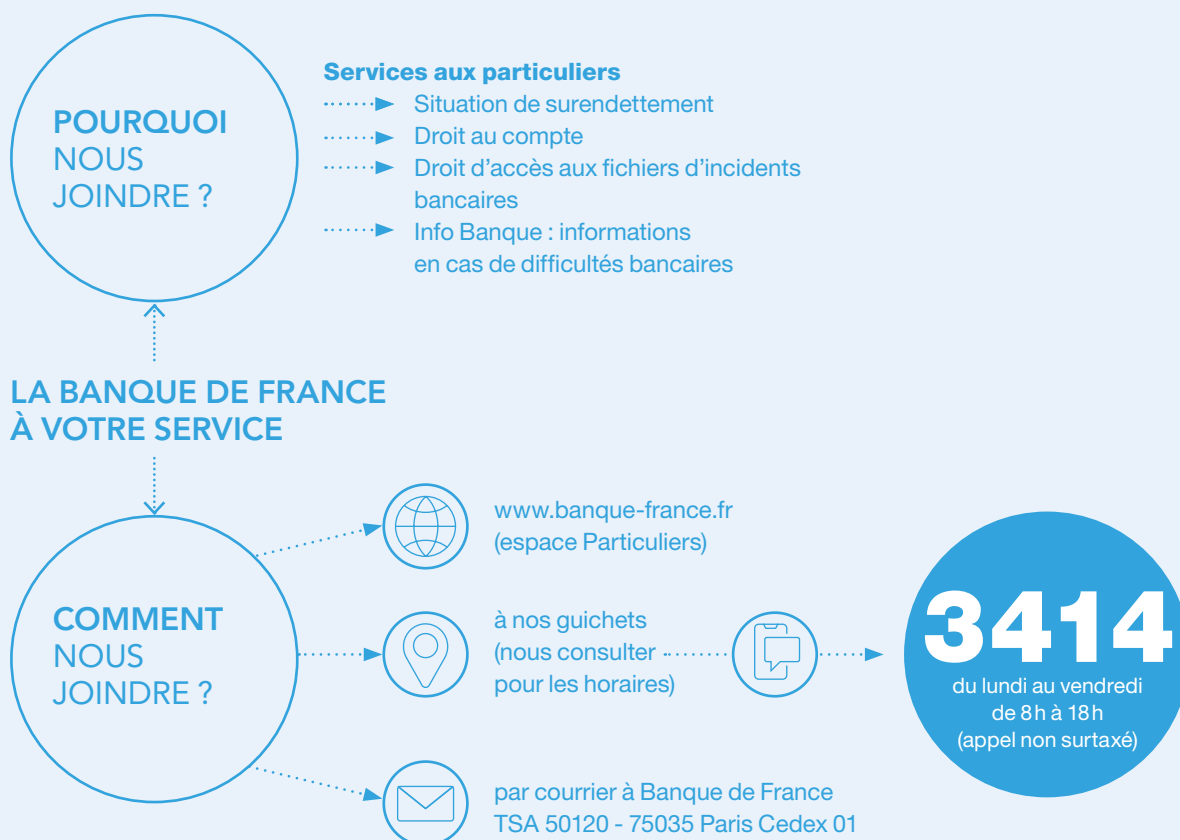 POURQUOI
NOUS
JOINDRE ?
Services aux particuliers
Situation de surendettement
Droit au compte
Droit d'accès aux fichiers d'incidents
bancaires
Info Banque : informations
en cas de difficultés bancaires
LA BANQUE DE FRANCE
À VOTRE SERVICE
COMMENT
NOUS
JOINDRE ?
www.banque-france.fr
(espace Particuliers)
à nos guichets
(nous consulter
pour les horaires)
3414
du lundi au vendredi
de 8h à 18h
(appel non surtaxé)
par courrier à Banque de France
TSA 50120 - 75035 Paris Cedex 01